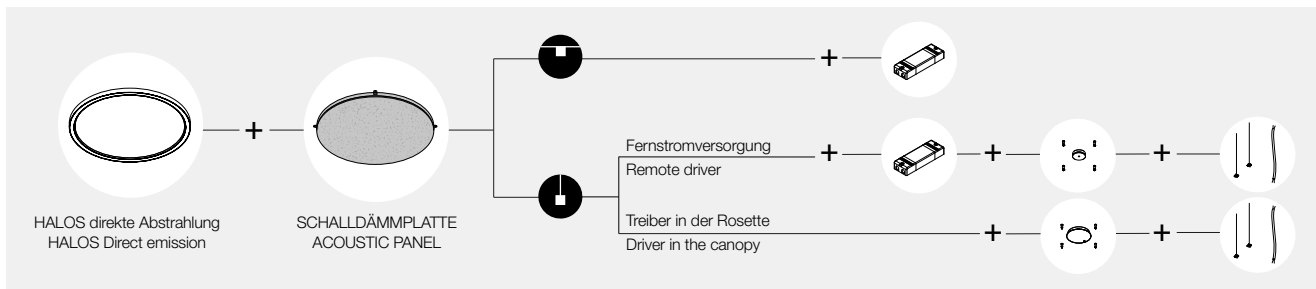 HALOS direkte Abstrahlung
HALOS Direct emission
SCHALLDÄMMPLATTE
ACOUSTIC PANEL
Fernstromversorgung
Remote driver
Treiber in der Rosette
Driver in the canopy